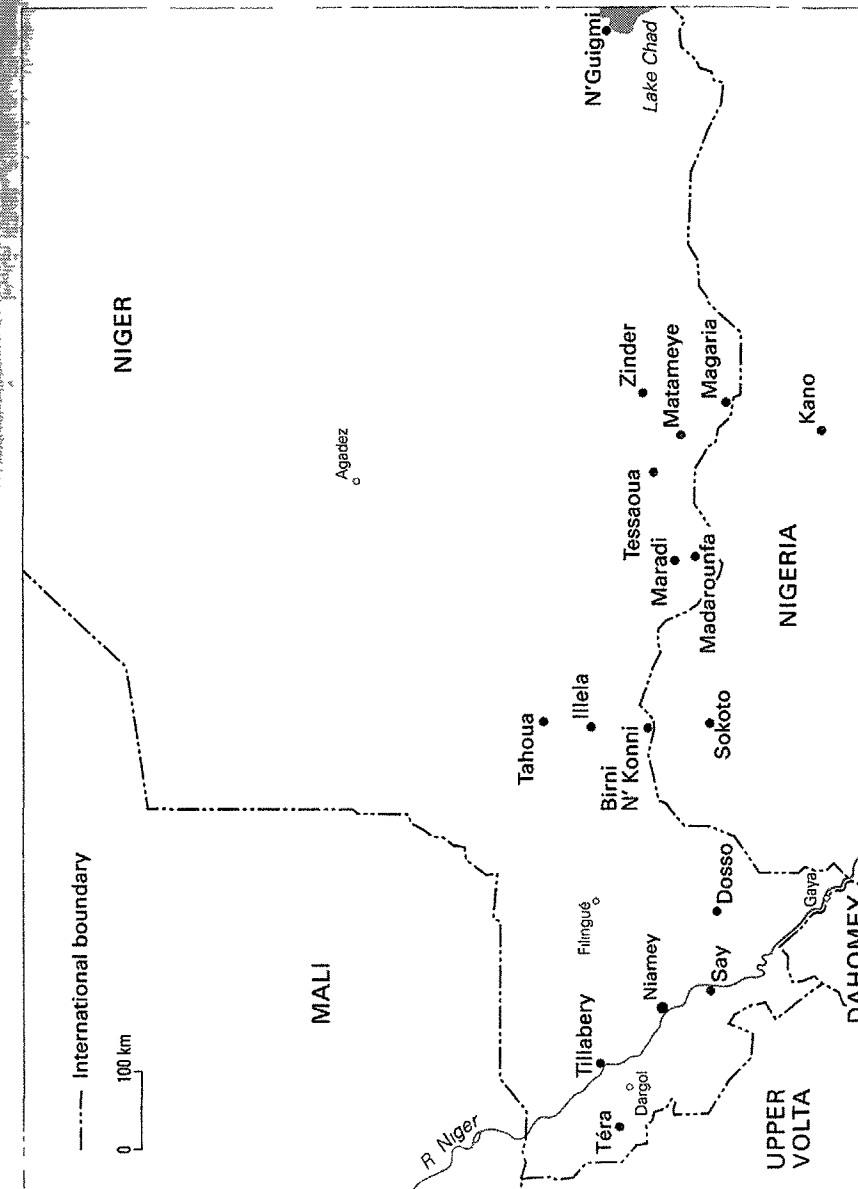 International boundary
0 100 km
NIGER
MALI
Agadez
N'Guigmi
Lake Chad
Tahoua
Illela
Birni
N' Konni
Zinder
Matameye
Magaria
Tessaoua
Maradi
Madarounfa
Kano
Sokoto
NIGERIA
Filingué
Tillabery
Niamey
Dosso
Say
Gaya
R Niger
Dargol
Téra
UPPER
VOLTA
DAHOMEY